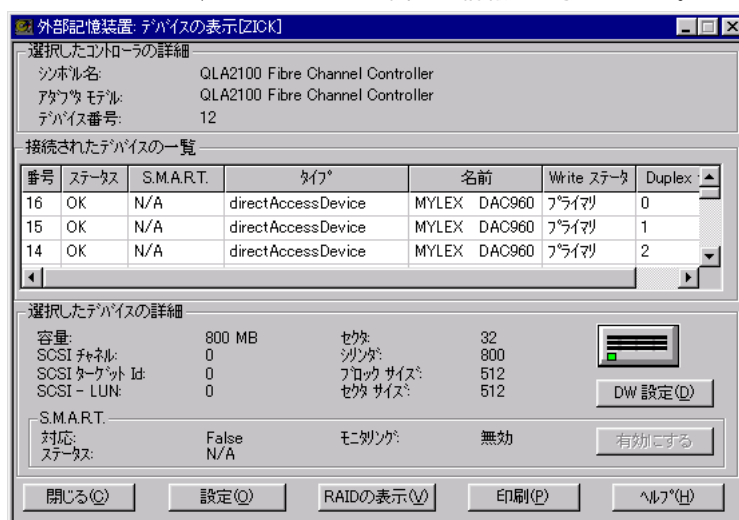 外部記憶装置: ﾃﾞﾊﾞｲｽの表示[ZICK]
選択したｺﾝﾄﾛｰﾗの詳細
ｼﾝﾎﾞﾙ名: QLA2100 Fibre Channel Controller
ｱﾀﾞﾌﾟﾀ ﾓﾃﾞﾙ: QLA2100 Fibre Channel Controller
ﾃﾞﾊﾞｲｽ番号: 12
接続されたﾃﾞﾊﾞｲｽの一覧
番号 ｽﾃｰﾀｽ S.M.A.R.T. ﾀｲﾌﾟ 名前 Write ｽﾃｰﾀ Duplex
16 OK N/A directAccessDevice MYLEX DAC960 ﾌﾟﾗｲﾏﾘ 0
15 OK N/A directAccessDevice MYLEX DAC960 ﾌﾟﾗｲﾏﾘ 1
14 OK N/A directAccessDevice MYLEX DAC960 ﾌﾟﾗｲﾏﾘ 2
選択したﾃﾞﾊﾞｲｽの詳細
容量: 800 MB ｾｸﾀ: 32
SCSI ﾁｬﾈﾙ: 0 ｼﾘﾝﾀﾞ: 800
SCSI ﾀｰｹﾞｯﾄ Id: 0 ﾌﾞﾛｯｸ ｻｲｽﾞ: 512
SCSI - LUN: 0 ｾｸﾀ ｻｲｽﾞ: 512
DW 設定(D)
S.M.A.R.T.
対応: False ﾓﾆﾀﾘﾝｸﾞ: 無効
ｽﾃｰﾀｽ: N/A
有効にする
閉じる(C) 設定(O) RAIDの表示(V) 印刷(P) ﾍﾙﾌﾟ(H)